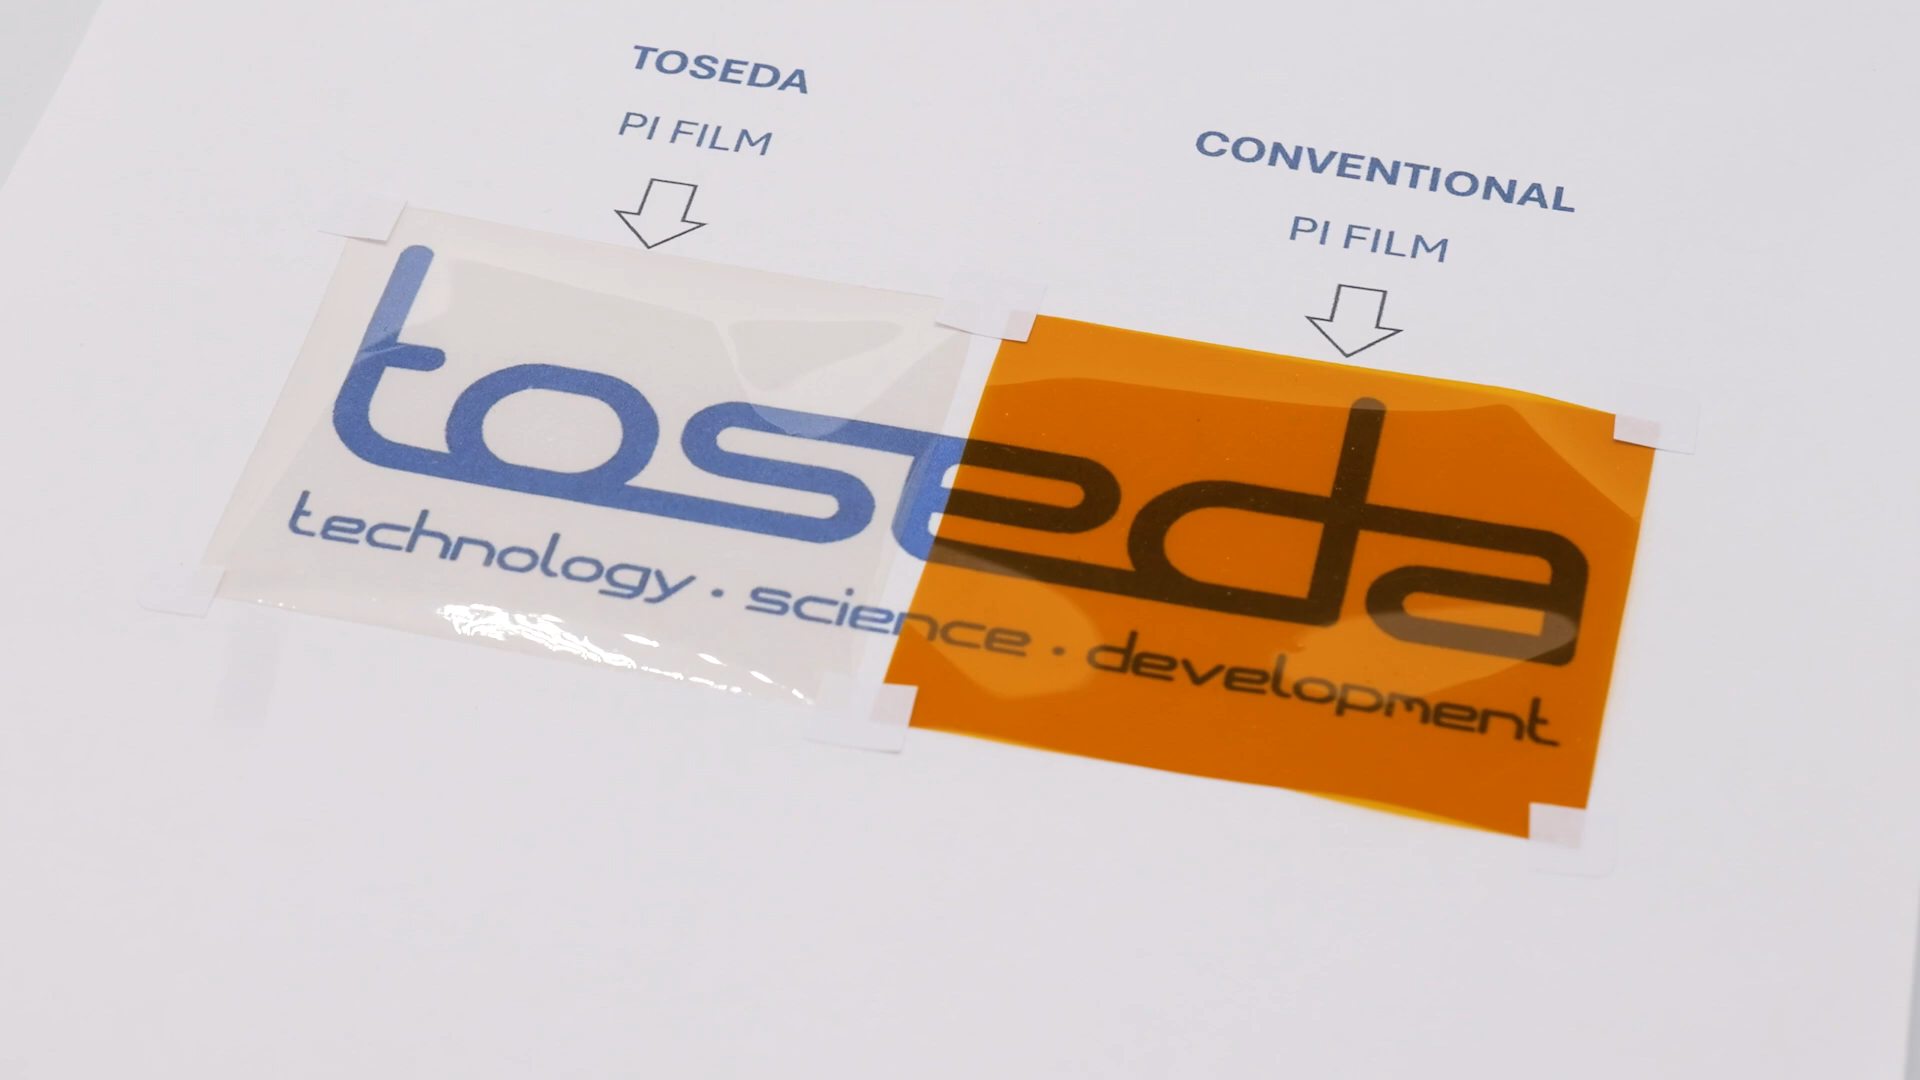 TOSEDA
PI FILM
CONVENTIONAL
PI FILM
toseda
technology · science · development